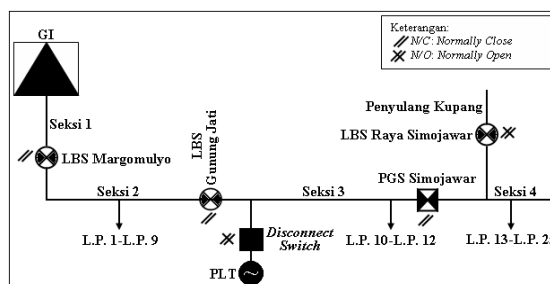 Keterangan:
N/C: Normally Close
N/O: Normally Open
GI
Seksi 1
LBS Margomulyo
LBS
Gunung Jati
Penyulang Kupang
LBS Raya Simojawar
PGS Simojawar
Seksi 2
Seksi 3
Seksi 4
L.P. 1-L.P. 9
Disconnect
Switch
L.P. 10-L.P. 12
L.P. 13-L.P.
PLT